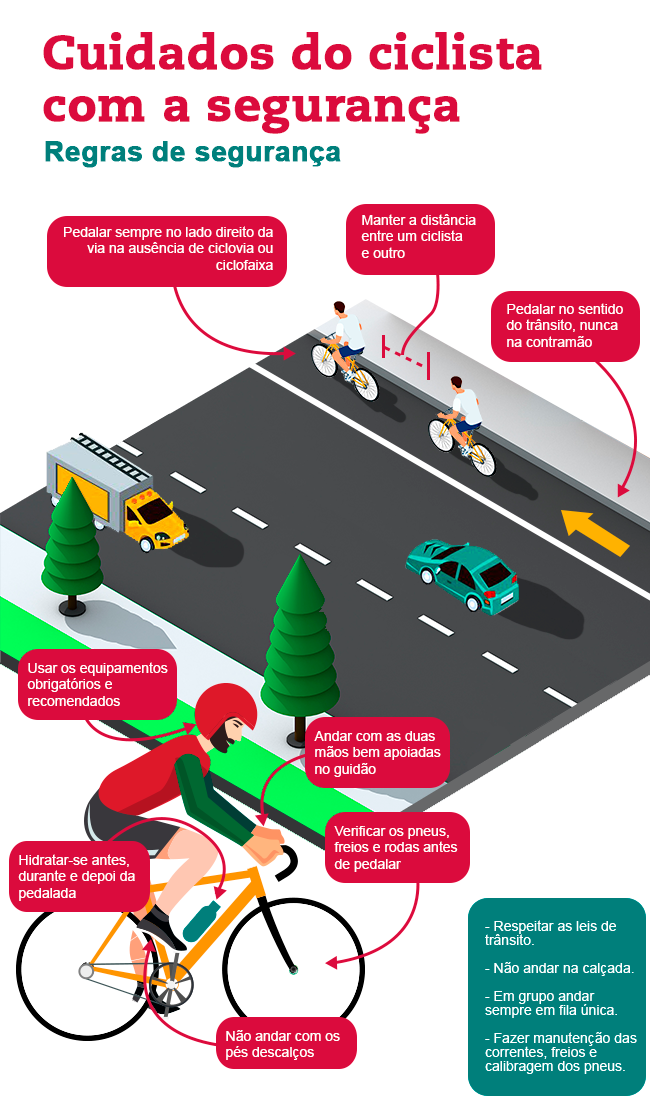 Cuidados do ciclista
com a segurança
Regras de segurança
Pedalar sempre no lado direito da
via na ausência de ciclovia ou
ciclofaixa
Manter a distância
entre um ciclista
e outro
Pedalar no sentido
do trânsito, nunca
na contramão
Usar os equipamentos
obrigatórios e
recomendados
Andar com as duas
mãos bem apoiadas
no guidão
Verificar os pneus,
freios e rodas antes
de pedalar
Hidratar-se antes,
durante e depoi da
pedalada
Não andar com os
pés descalços
- Respeitar as leis de
trânsito.
- Não andar na calçada.
- Em grupo andar
sempre em fila única.
- Fazer manutenção das
correntes, freios e
calibragem dos pneus.